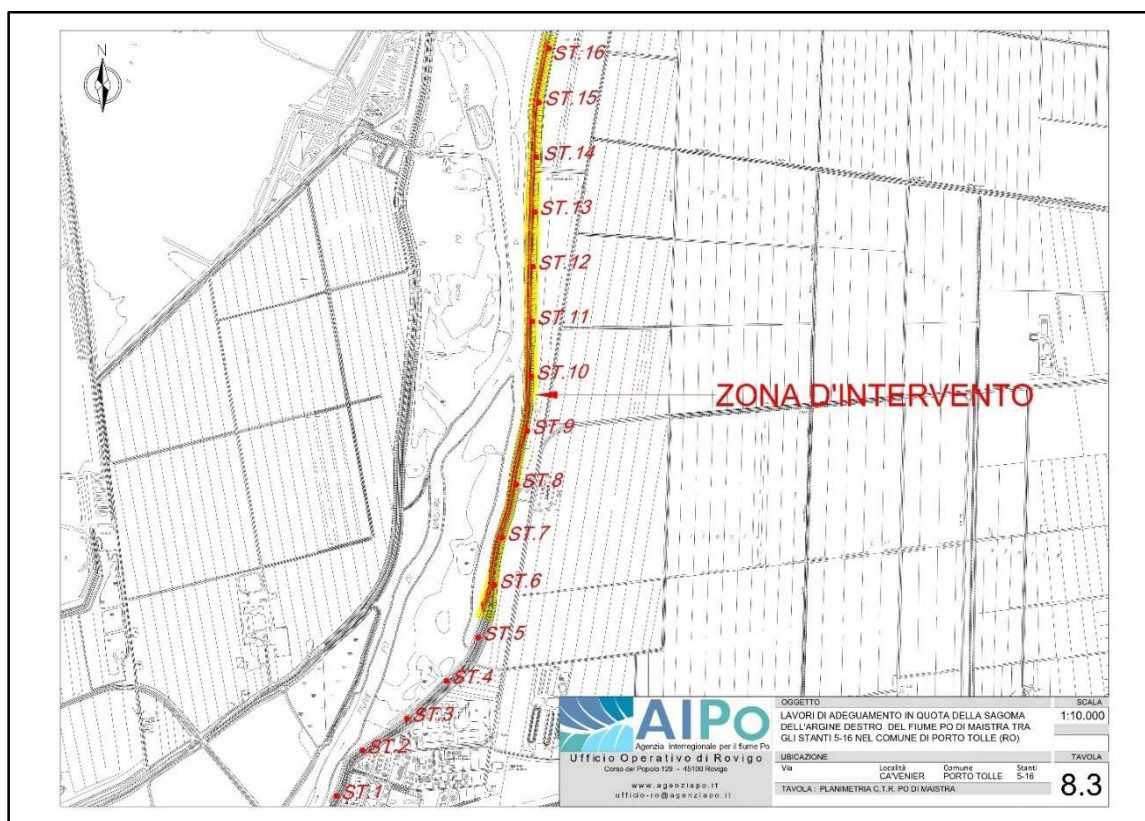 N
ST.16
ST.15
ST.14
ST.13
ST.12
ST.11
ST.10
ZONA D'INTERVENTO
ST.9
ST.8
ST.7
ST.6
ST.5
ST.4
ST.3
ST.2
ST.1
AIPo
Agenzia Interregionale per il fiume Po
Ufficio Operativo di Rovigo
Corso del Popolo 129 - 45100 Rovigo
www.agenziapo.it
ufficio-ro@agenziapo.it
OGGETTO
LAVORI DI ADEGUAMENTO IN QUOTA DELLA SAGOMA
DELL'ARGINE DESTRO DEL FIUME PO DI MAISTRA TRA
GLI STANTI 5-16 NEL COMUNE DI PORTO TOLLE (RO)
SCALA
1:10.000
UBICAZIONE
Via Località Comune Stanti
CA'VENIER PORTO TOLLE 5-16
TAVOLA : PLANIMETRIA C.T.R. PO DI MAISTRA
TAVOLA
8.3